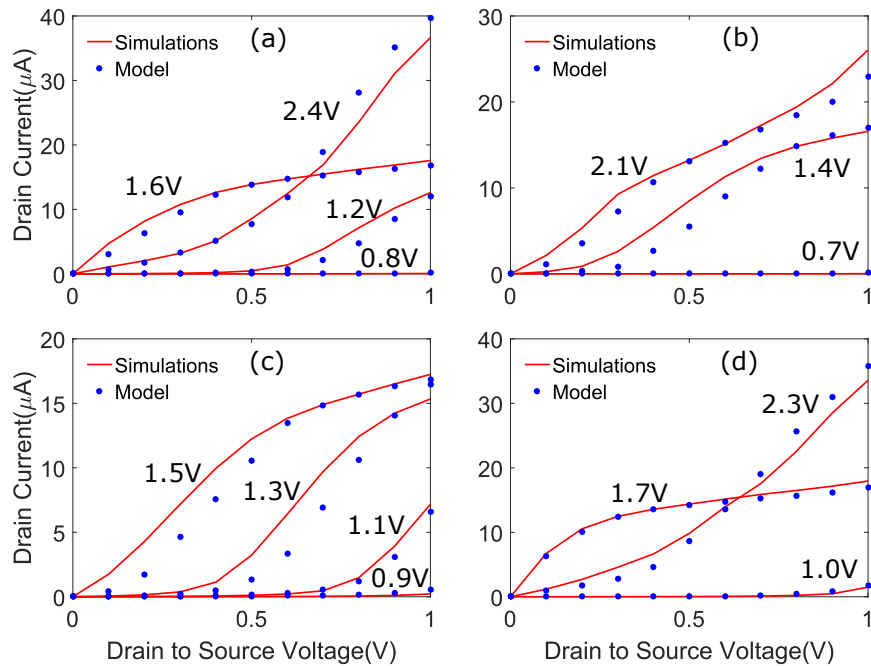 40
30
20
10
0
Simulations
Model
(a)
2.4V
1.6V
1.2V
0.8V
0
0.5
1
Drain Current(μA)
30
20
10
0
Simulations
Model
(b)
2.1V
1.4V
0.7V
0
0.5
1
20
15
10
5
0
Simulations
Model
(c)
1.5V
1.3V
1.1V
0.9V
0
0.5
1
Drain Current(μA)
Drain to Source Voltage(V)
40
30
20
10
0
Simulations
Model
(d)
2.3V
1.7V
1.0V
0
0.5
1
Drain to Source Voltage(V)